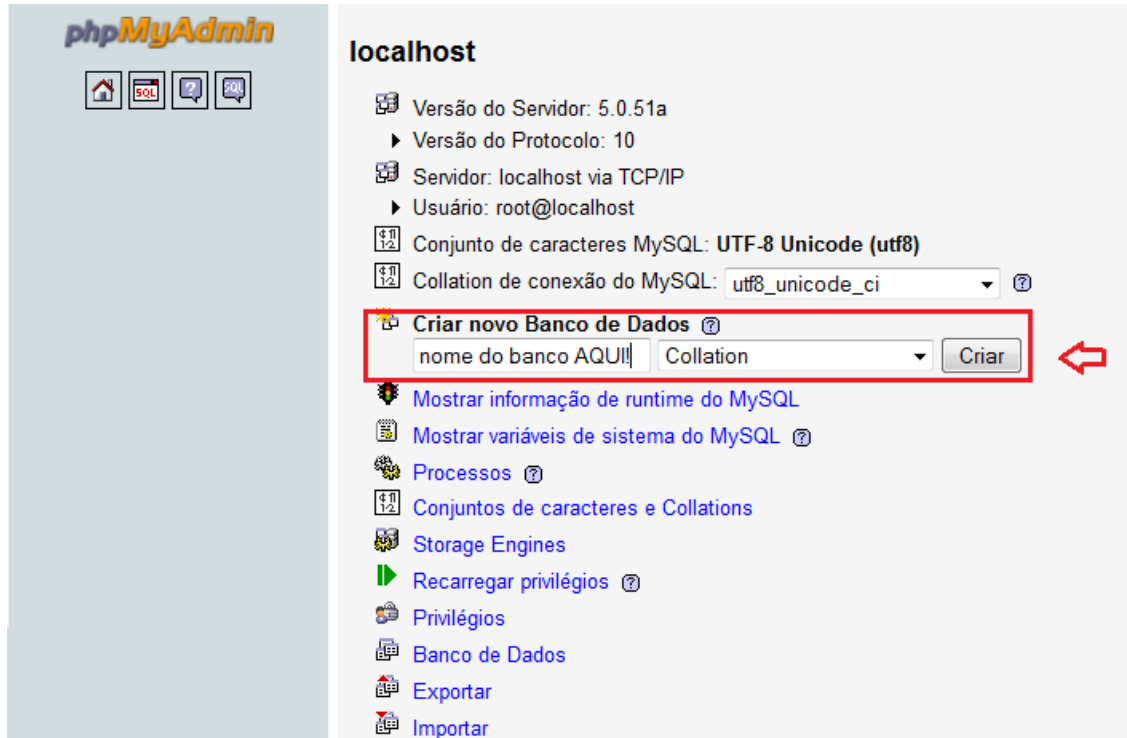 phpMyAdmin
SQL ? SQL
localhost
Versão do Servidor: 5.0.51a
Versão do Protocolo: 10
Servidor: localhost via TCP/IP
Usuário: root@localhost
Conjunto de caracteres MySQL: UTF-8 Unicode (utf8)
Collation de conexão do MySQL: utf8_unicode_ci ?
Criar novo Banco de Dados ?
nome do banco AQUI! Collation Criar
Mostrar informação de runtime do MySQL
Mostrar variáveis de sistema do MySQL ?
Processos ?
Conjuntos de caracteres e Collations
Storage Engines
Recarregar privilégios ?
Privilégios
Banco de Dados
Exportar
Importar